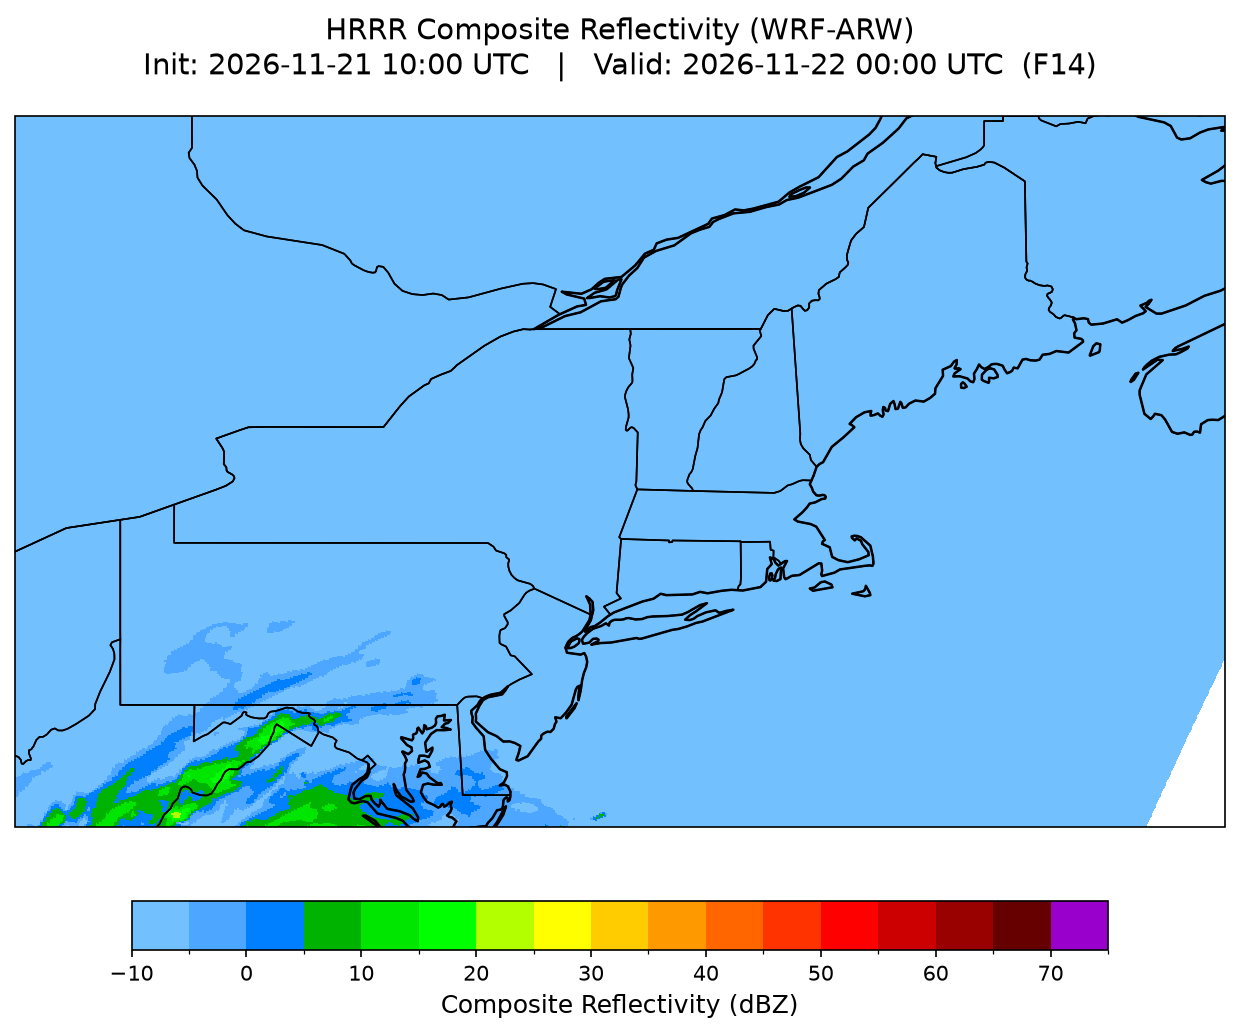 HRRR Composite Reflectivity (WRF-ARW)
Init: 2026-11-21 10:00 UTC | Valid: 2026-11-22 00:00 UTC (F14)
−10 0 10 20 30 40 50 60 70
Composite Reflectivity (dBZ)